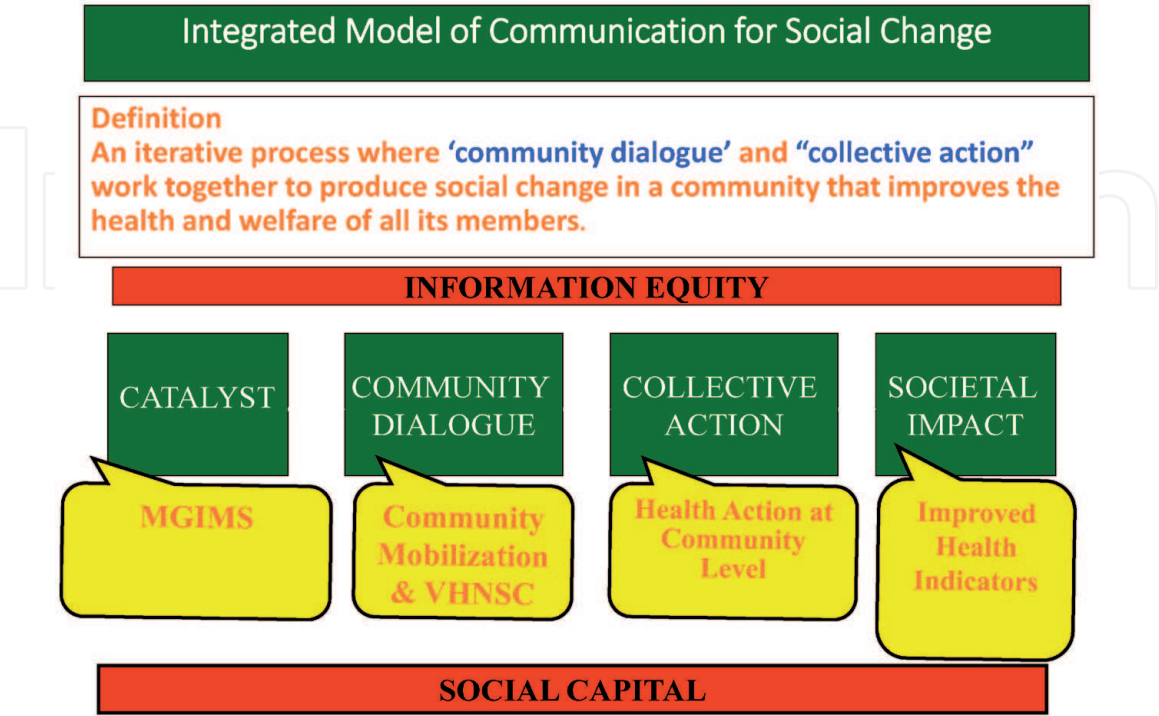 Integrated Model of Communication for Social Change
Definition
An iterative process where ‘community dialogue’ and “collective action”
work together to produce social change in a community that improves the
health and welfare of all its members.
INFORMATION EQUITY
CATALYST
COMMUNITY
DIALOGUE
COLLECTIVE
ACTION
SOCIETAL
IMPACT
MGIMS
Community
Mobilization
& VHNSC
Health Action at
Community
Level
Improved
Health
Indicators
SOCIAL CAPITAL